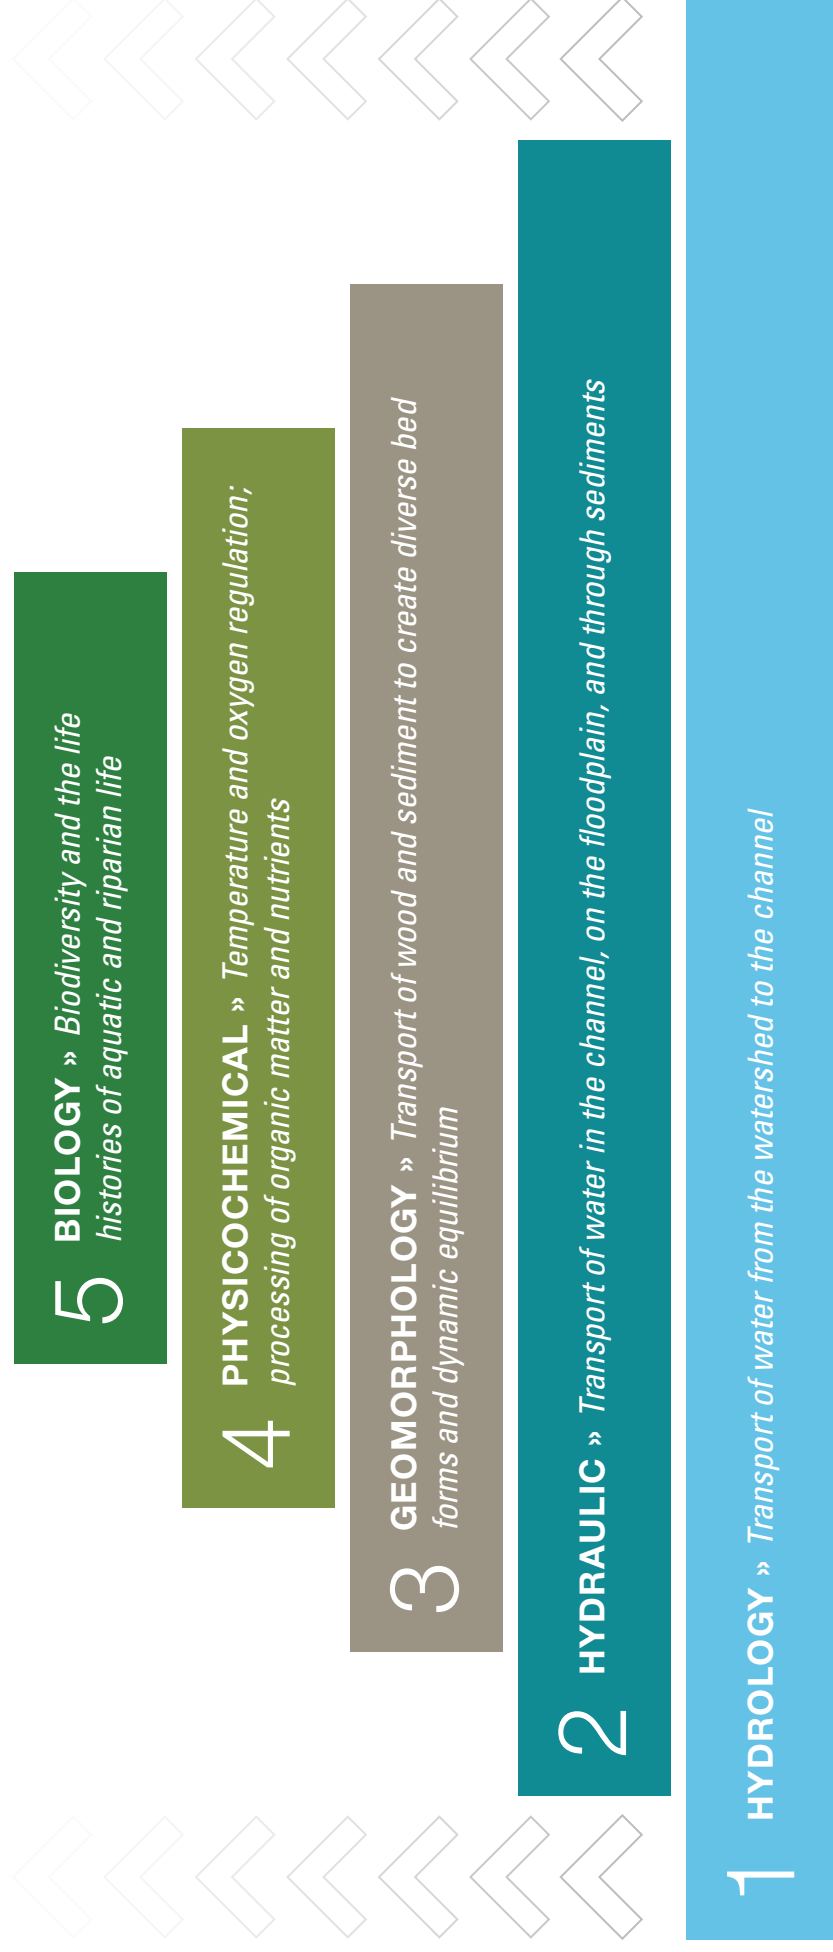 5 BIOLOGY » Biodiversity and the life
histories of aquatic and riparian life
4 PHYSICOCHEMICAL » Temperature and oxygen regulation;
processing of organic matter and nutrients
3 GEOMORPHOLOGY » Transport of wood and sediment to create diverse bed
forms and dynamic equilibrium
2 HYDRAULIC » Transport of water in the channel, on the floodplain, and through sediments
1 HYDROLOGY » Transport of water from the watershed to the channel